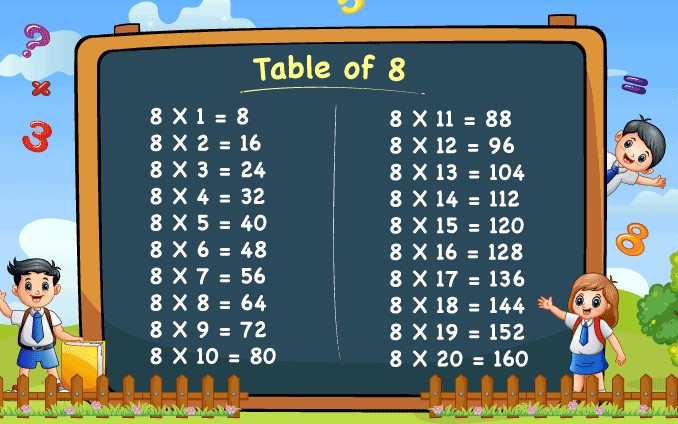 Table of 8
8 X 1 = 8
8 X 2 = 16
8 X 3 = 24
8 X 4 = 32
8 X 5 = 40
8 X 6 = 48
8 X 7 = 56
8 X 8 = 64
8 X 9 = 72
8 X 10 = 80
8 X 11 = 88
8 X 12 = 96
8 X 13 = 104
8 X 14 = 112
8 X 15 = 120
8 X 16 = 128
8 X 17 = 136
8 X 18 = 144
8 X 19 = 152
8 X 20 = 160
?
×
3
=
8